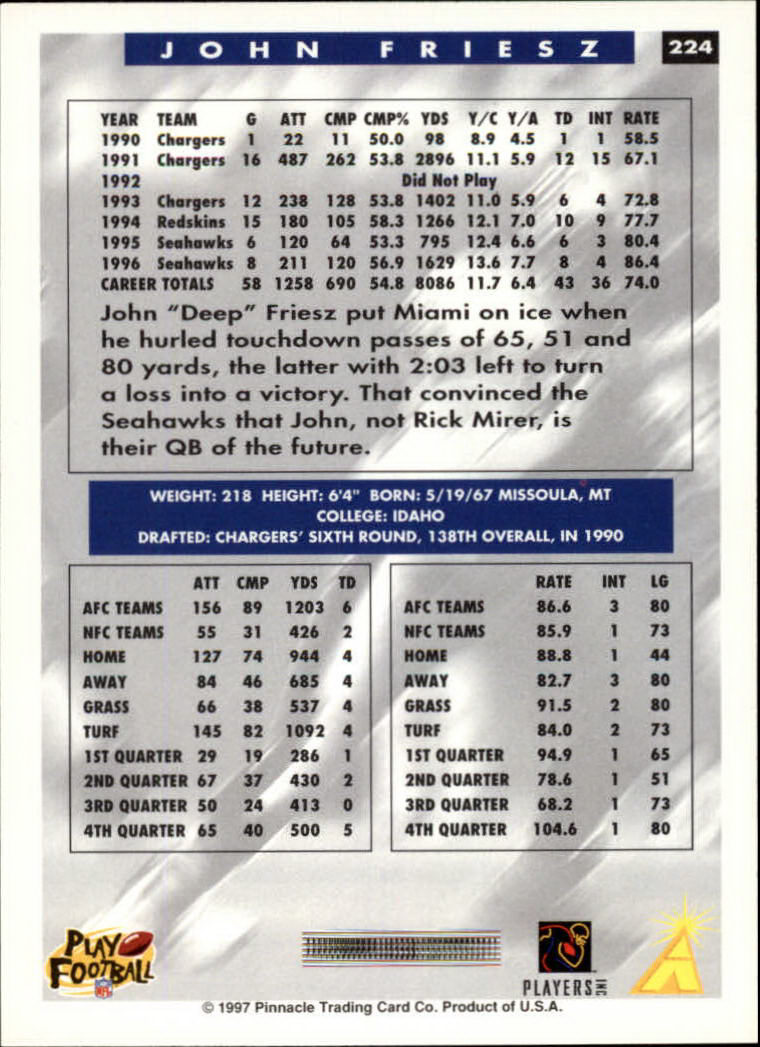 JOHN FRIESZ
224
YEAR TEAM G ATT CMP CMP% YDS Y/C Y/A TD INT RATE
1990 Chargers 1 22 11 50.0 98 8.9 4.5 1 1 58.5
1991 Chargers 16 487 262 53.8 2896 11.1 5.9 12 15 67.1
1992 Did Not Play
1993 Chargers 12 238 128 53.8 1402 11.0 5.9 6 4 72.8
1994 Redskins 15 180 105 58.3 1266 12.1 7.0 10 9 77.7
1995 Seahawks 6 120 64 53.3 795 12.4 6.6 6 3 80.4
1996 Seahawks 8 211 120 56.9 1629 13.6 7.7 8 4 86.4
CAREER TOTALS 58 1258 690 54.8 8086 11.7 6.4 43 36 74.0
John "Deep" Friesz put Miami on ice when
he hurled touchdown passes of 65, 51 and
80 yards, the latter with 2:03 left to turn
a loss into a victory. That convinced the
Seahawks that John, not Rick Mirer, is
their QB of the future.
WEIGHT: 218 HEIGHT: 6'4" BORN: 5/19/67 MISSOULA, MT
COLLEGE: IDAHO
DRAFTED: CHARGERS' SIXTH ROUND, 138TH OVERALL, IN 1990
ATT CMP YDS TD
AFC TEAMS 156 89 1203 6
NFC TEAMS 55 31 426 2
HOME 127 74 944 4
AWAY 84 46 685 4
GRASS 66 38 537 4
TURF 145 82 1092 4
1ST QUARTER 29 19 286 1
2ND QUARTER 67 37 430 2
3RD QUARTER 50 24 413 0
4TH QUARTER 65 40 500 5
RATE INT LG
AFC TEAMS 86.6 3 80
NFC TEAMS 85.9 1 73
HOME 88.8 1 44
AWAY 82.7 3 80
GRASS 91.5 2 80
TURF 84.0 2 73
1ST QUARTER 94.9 1 65
2ND QUARTER 78.6 1 51
3RD QUARTER 68.2 1 73
4TH QUARTER 104.6 1 80
PLAY
FOOTBALL
NFL
PLAYERS INC
© 1997 Pinnacle Trading Card Co. Product of U.S.A.